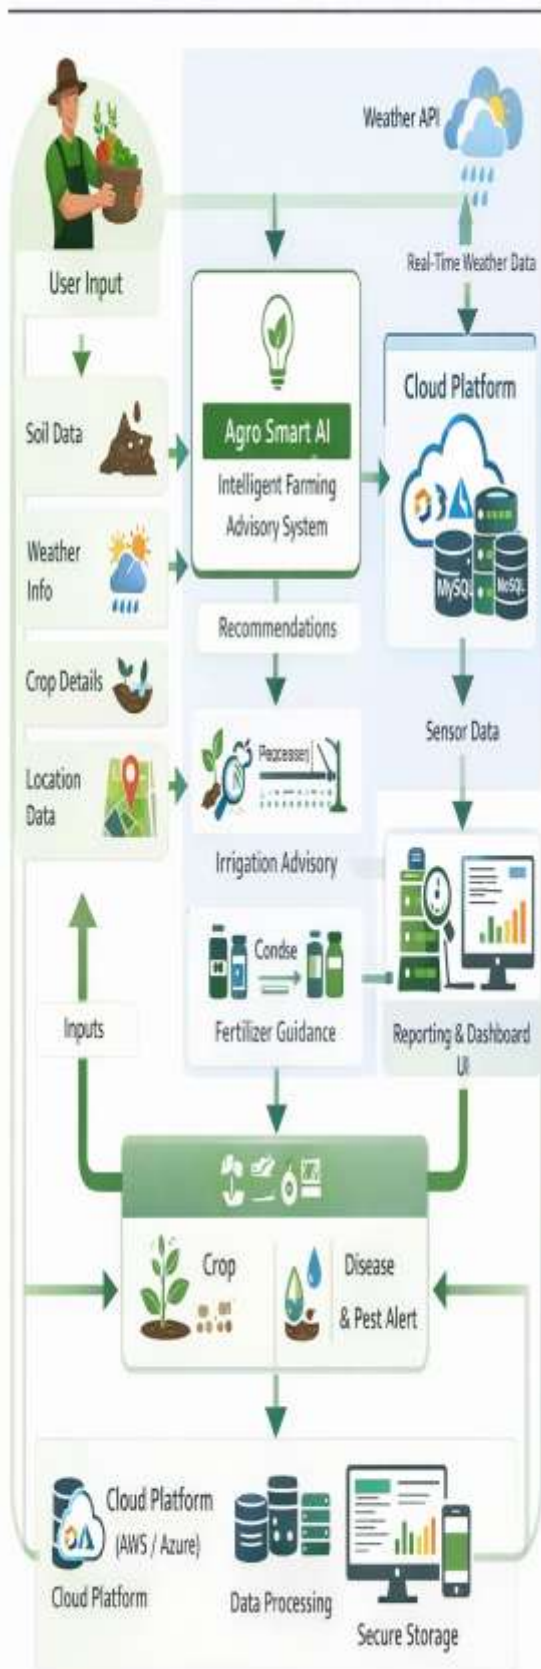 Weather API
Real-Time Weather Data
User Input
Soil Data
Weather
Info
Crop Details
Location
Data
Agro Smart AI
Intelligent Farming
Advisory System
Cloud Platform
MySQL
NoSQL
Recommendations
Sensor Data
Irrigation Advisory
Condse
Fertilizer Guidance
Reporting & Dashboard
UI
Inputs
Crop
Disease
& Pest Alert
Cloud Platform
(AWS / Azure)
Cloud Platform
Data Processing
Secure Storage